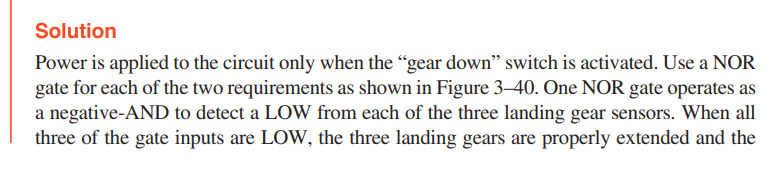 Solution
Power is applied to the circuit only when the “gear down” switch is activated. Use a NOR
gate for each of the two requirements as shown in Figure 3–40. One NOR gate operates as
a negative-AND to detect a LOW from each of the three landing gear sensors. When all
three of the gate inputs are LOW, the three landing gears are properly extended and the